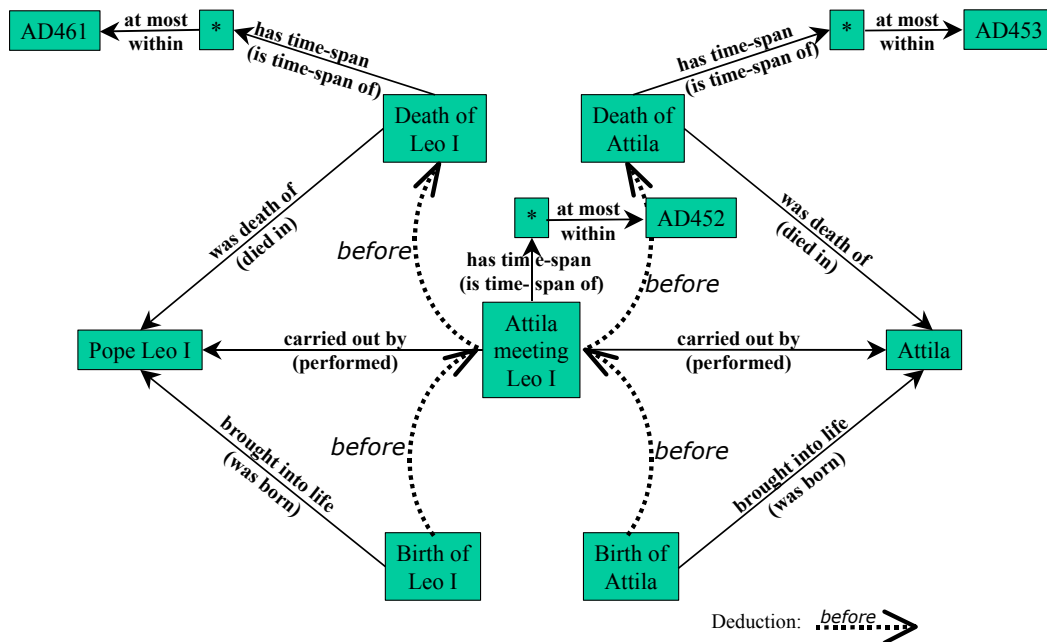 AD461
at most
within
*
has time-span
(is time-span of)
has time-span
(is time-span of)
*
at most
within
AD453
Death of
Leo I
Death of
Attila
was death of
(died in)
before
*
at most
within
AD452
has time-span
(is time-span of)
before
was death of
(died in)
Pope Leo I
carried out by
(performed)
Attila
meeting
Leo I
carried out by
(performed)
Attila
brought into life
(was born)
before
before
brought into life
(was born)
Birth of
Leo I
Birth of
Attila
Deduction: before